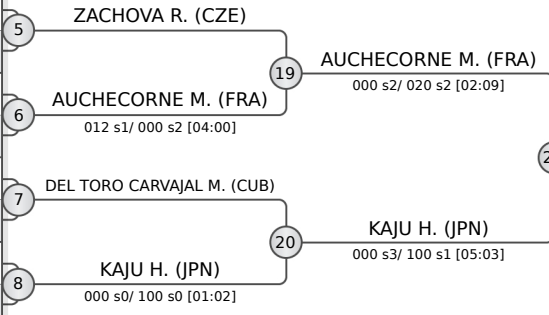 ZACHOVA R. (CZE)
5
19
AUCHECORNE M. (FRA)
000 s2/ 020 s2 [02:09]
AUCHECORNE M. (FRA)
6
012 s1/ 000 s2 [04:00]
2
DEL TORO CARVAJAL M. (CUB)
7
20
KAJU H. (JPN)
000 s3/ 100 s1 [05:03]
KAJU H. (JPN)
8
000 s0/ 100 s0 [01:02]